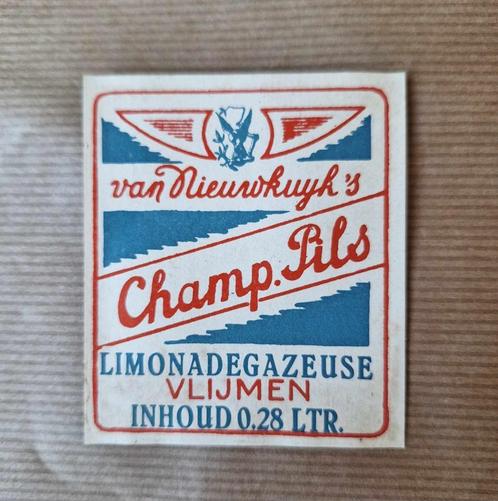 van Nieuwkuyk's
Champ. Pils
LIMONADEGAZEUSE
VLIJMEN
INHOUD 0.28 LTR.